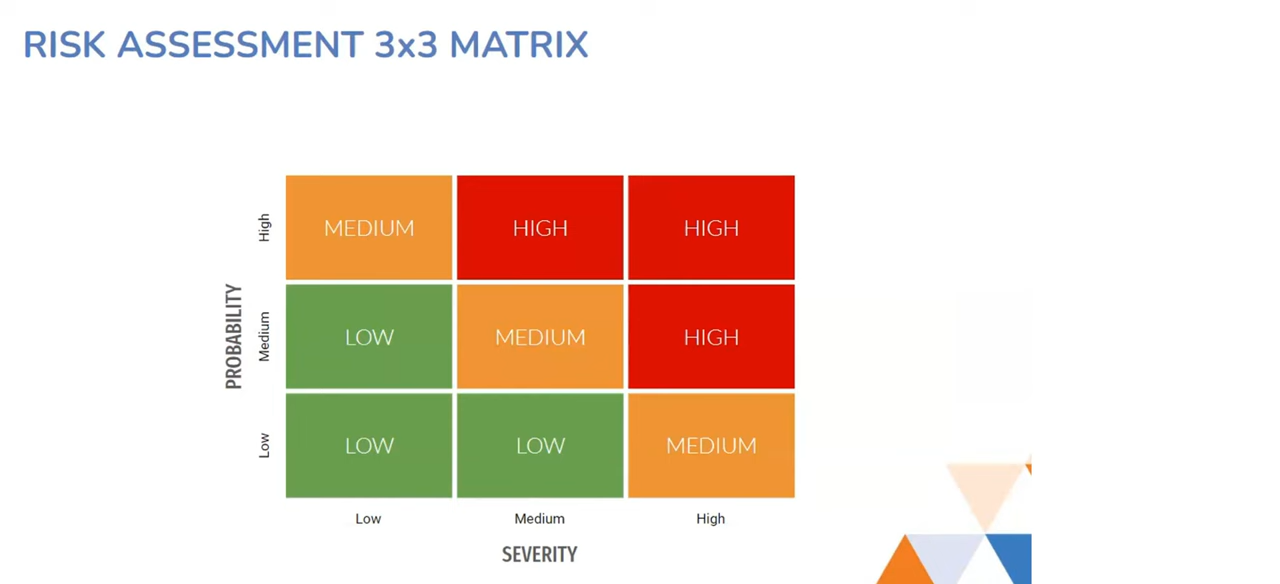 RISK ASSESSMENT 3x3 MATRIX
PROBABILITY
High
MEDIUM
HIGH
HIGH
Medium
LOW
MEDIUM
HIGH
Low
LOW
LOW
MEDIUM
Low
Medium
High
SEVERITY